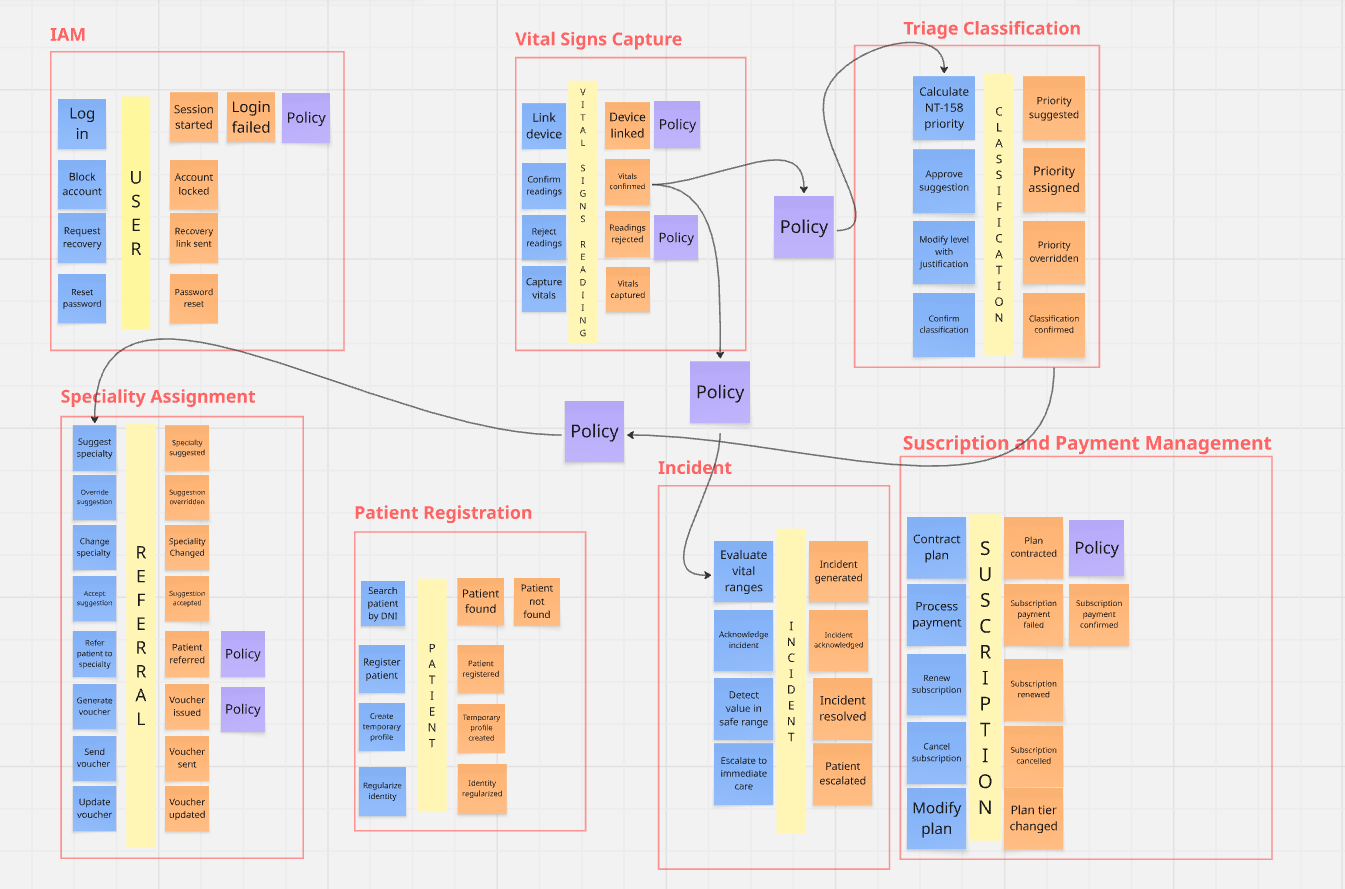 IAM
Log
in
Block
account
Request
recovery
Reset
password
USER
Session
started
Login
failed
Policy
Account
locked
Recovery
link sent
Password
reset
Vital Signs Capture
Link
device
Confirm
readings
Reject
readings
Capture
vitals
VITAL SIGNS READIING
Device
linked
Policy
Vitals
confirmed
Readings
rejected
Policy
Vitals
captured
Policy
Triage Classification
Calculate
NT-158
priority
Approve
suggestion
Modify level
with
justification
Confirm
classification
CLASSIFICATION
Priority
suggested
Priority
assigned
Priority
overridden
Classification
confirmed
Policy
Policy
Speciality Assignment
Suggest
specialty
Override
suggestion
Change
specialty
Accept
suggestion
Refer
patient to
specialty
Generate
voucher
Send
voucher
Update
voucher
REFERRAL
Specialty
suggested
Suggestion
overridden
Speciality
Changed
Suggestion
accepted
Patient
referred
Policy
Voucher
issued
Policy
Voucher
sent
Voucher
updated
Patient Registration
Search
patient
by DNI
Register
patient
Create
temporary
profile
Regularize
identity
PATIENT
Patient
found
Patient
not
found
Patient
registered
Temporary
profile
created
Identity
regularized
Incident
Evaluate
vital
ranges
Acknowledge
incident
Detect
value in
safe range
Escalate to
immediate
care
INCIDENT
Incident
generated
Incident
acknowledged
Incident
resolved
Patient
escalated
Suscription and Payment Management
Contract
plan
Process
payment
Renew
subscription
Cancel
subscription
Modify
plan
SUSCRIPTION
Plan
contracted
Policy
Subscription
payment
failed
Subscription
payment
confirmed
Subscription
renewed
Subscription
cancelled
Plan tier
changed